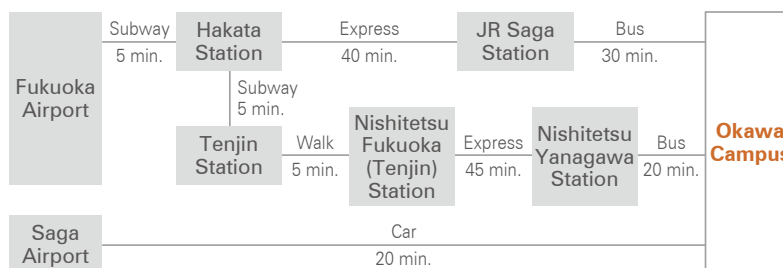 Fukuoka
Airport
Subway
5 min.
Hakata
Station
Express
40 min.
JR Saga
Station
Bus
30 min.
Subway
5 min.
Tenjin
Station
Walk
5 min.
Nishitetsu
Fukuoka
(Tenjin)
Station
Express
45 min.
Nishitetsu
Yanagawa
Station
Bus
20 min.
Okawa
Campus
Saga
Airport
Car
20 min.